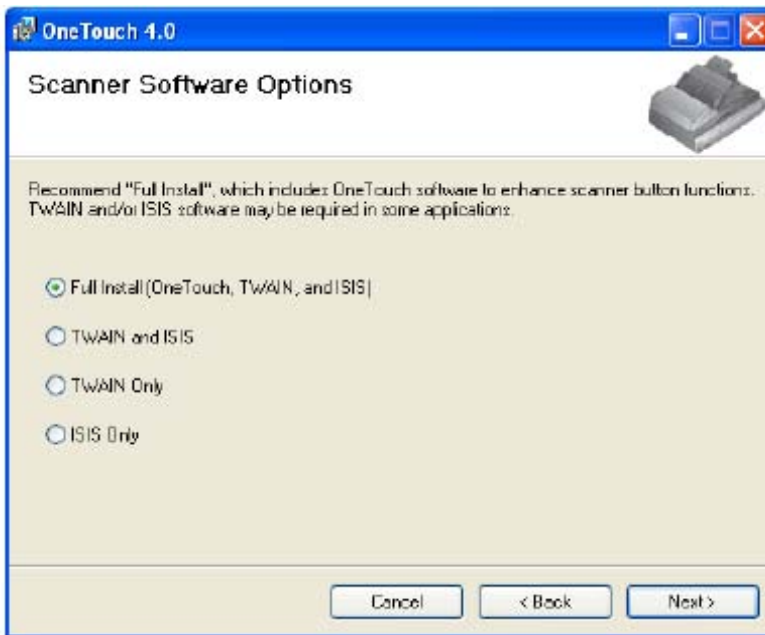 OneTouch 4.0
Scanner Software Options
Recommend "Full Install", which includes OneTouch software to enhance scanner button functions.
TWAIN and/or ISIS software may be required in some applications.
Full Install (OneTouch, TWAIN, and ISIS)
TWAIN and ISIS
TWAIN Only
ISIS Only
Cancel
< Back
Next >